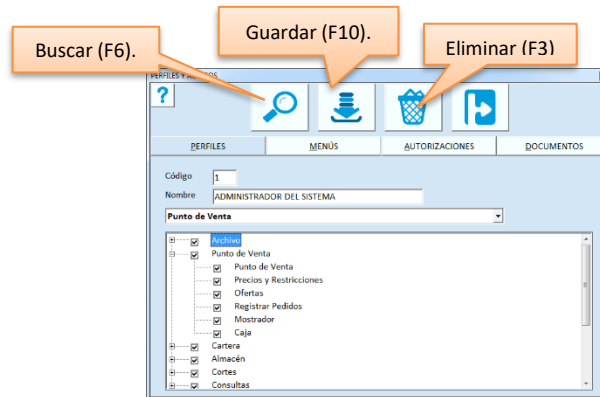 Buscar (F6).
Guardar (F10).
Eliminar (F3)
?
PERFILES
MENÚS
AUTORIZACIONES
DOCUMENTOS
Código 1
Nombre ADMINISTRADOR DEL SISTEMA
Punto de Venta
Archivo
Punto de Venta
Punto de Venta
Precios y Restricciones
Ofertas
Registrar Pedidos
Mostrador
Caja
Cartera
Almacén
Cortes
Consultas